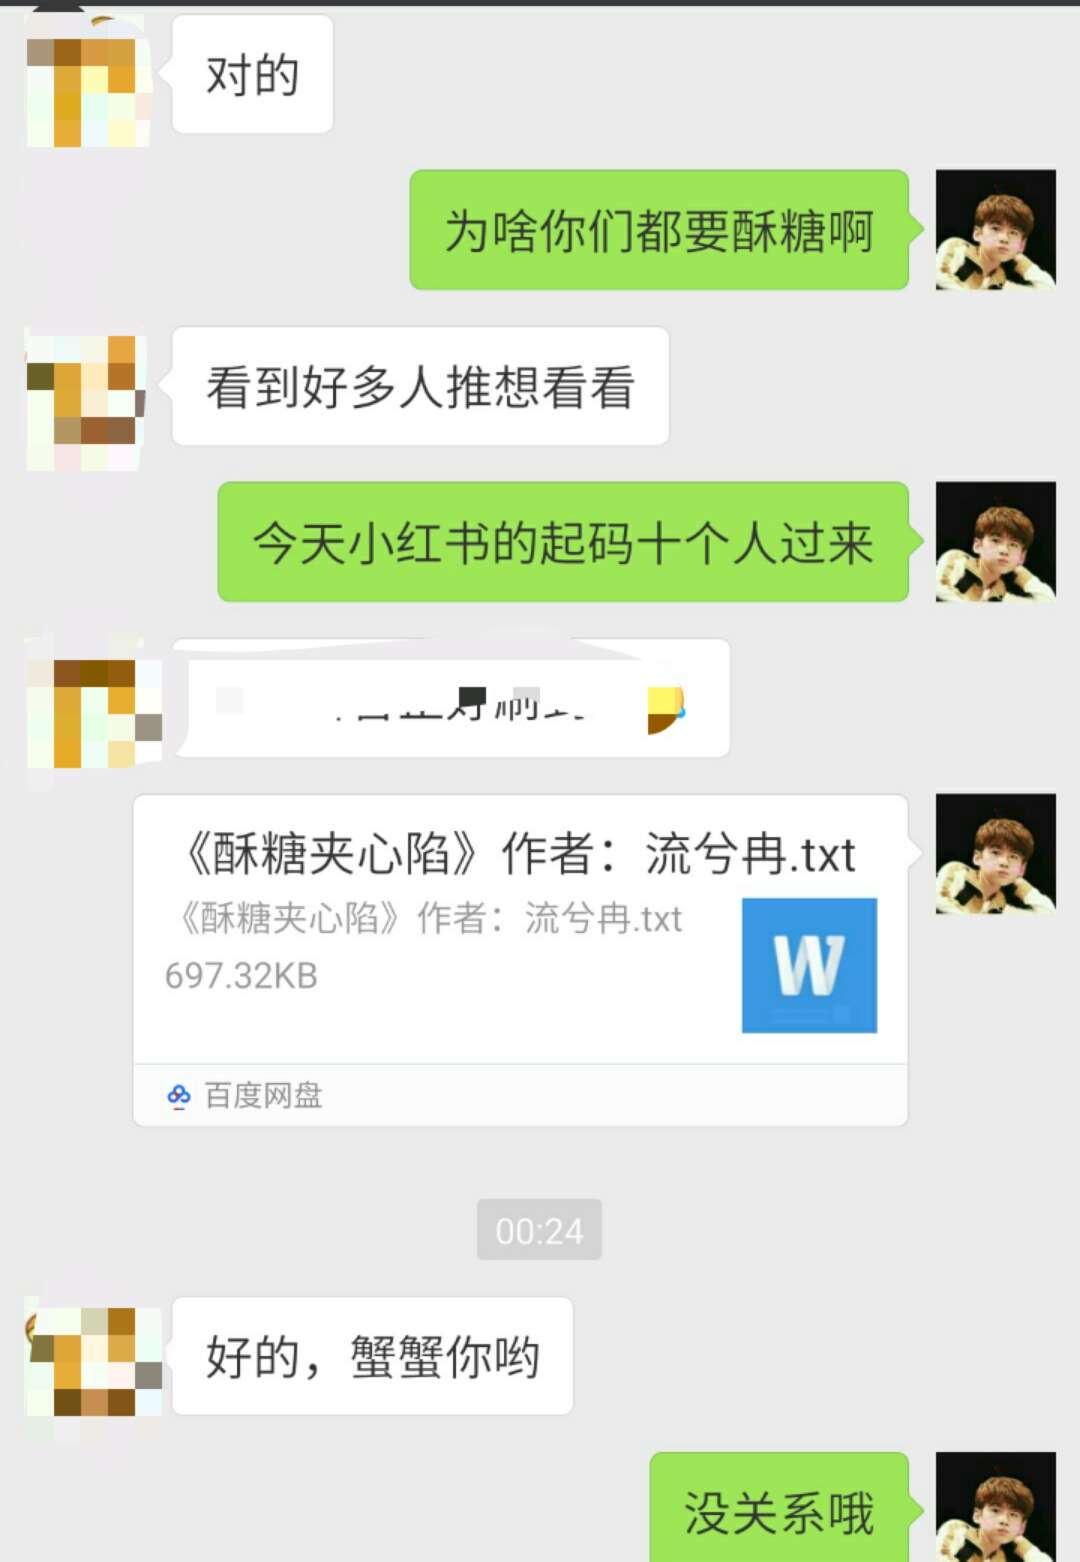 对的
为啥你们都要酥糖啊
看到好多人推想看看
今天小红书的起码十个人过来
《酥糖夹心陷》作者：流兮冉.txt
《酥糖夹心陷》作者：流兮冉.txt
697.32KB
W
百度网盘
00:24
好的，蟹蟹你哟
没关系哦